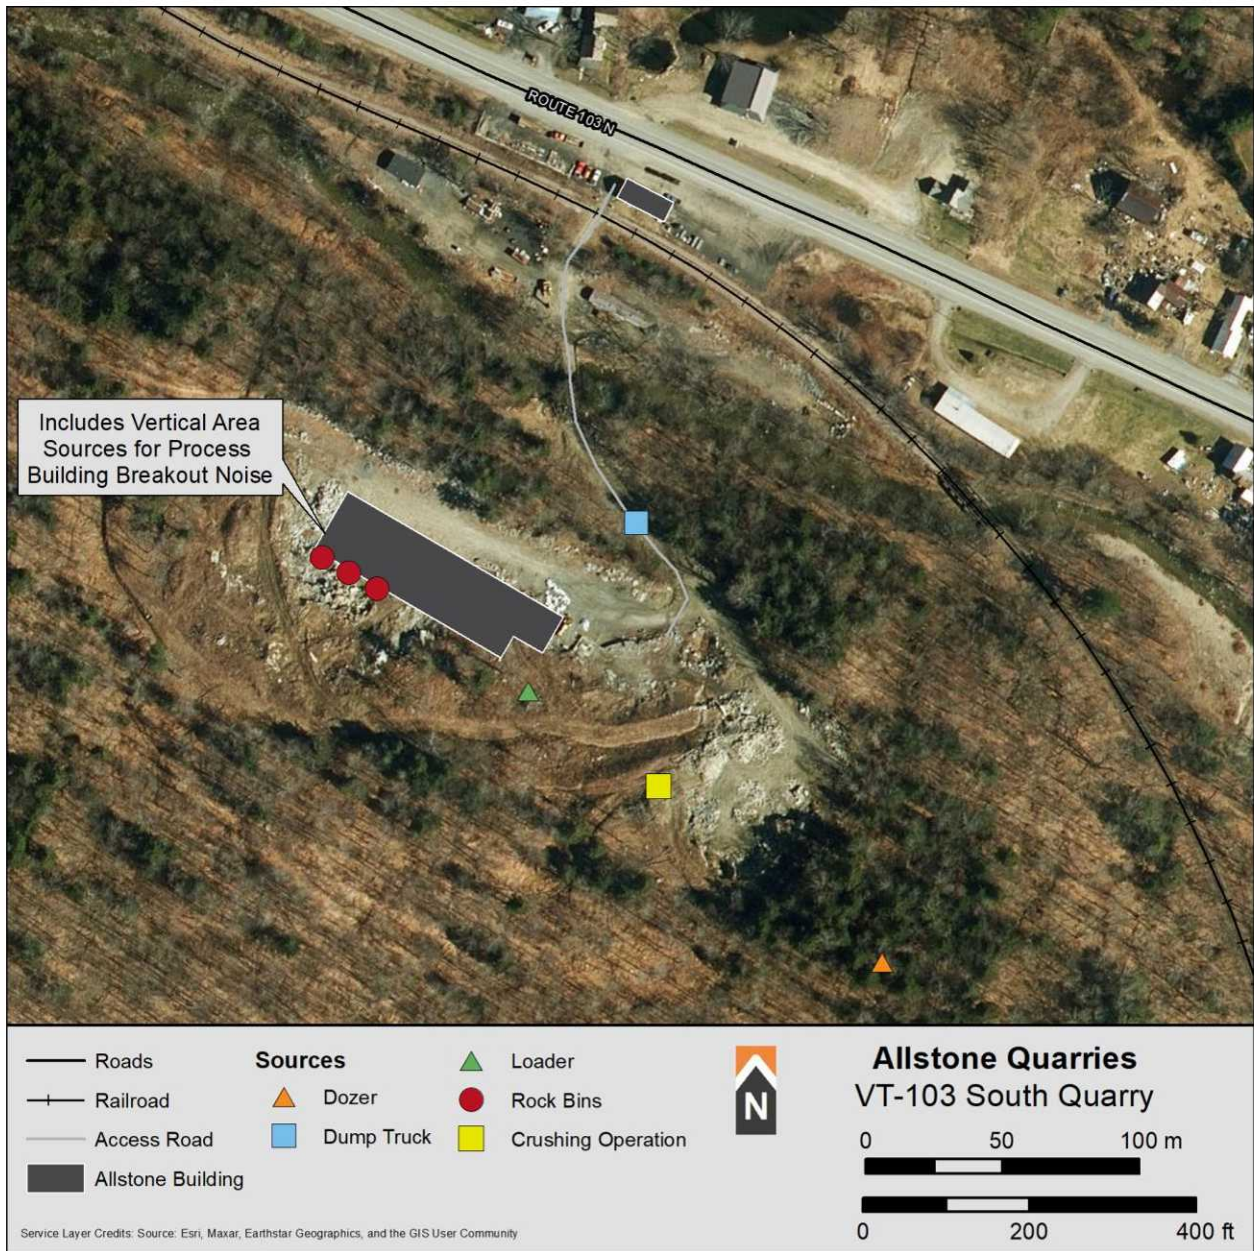 ROUTE 103 N
Includes Vertical Area
Sources for Process
Building Breakout Noise
Roads
Railroad
Access Road
Allstone Building
Sources
Dozer
Dump Truck
Loader
Rock Bins
Crushing Operation
N
Allstone Quarries
VT-103 South Quarry
0 50 100 m
0 200 400 ft
Service Layer Credits: Source: Esri, Maxar, Earthstar Geographics, and the GIS User Community